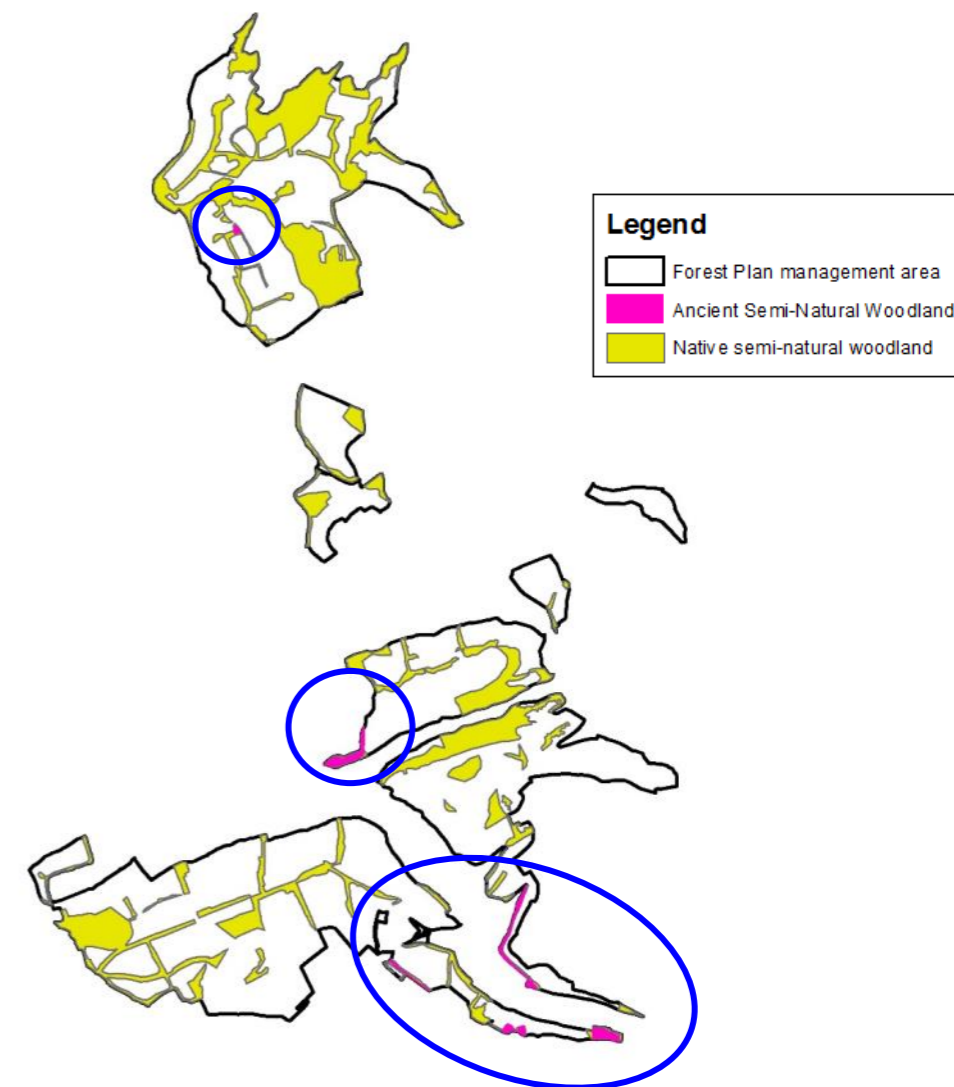 Legend
Forest Plan management area
Ancient Semi-Natural Woodland
Native semi-natural woodland